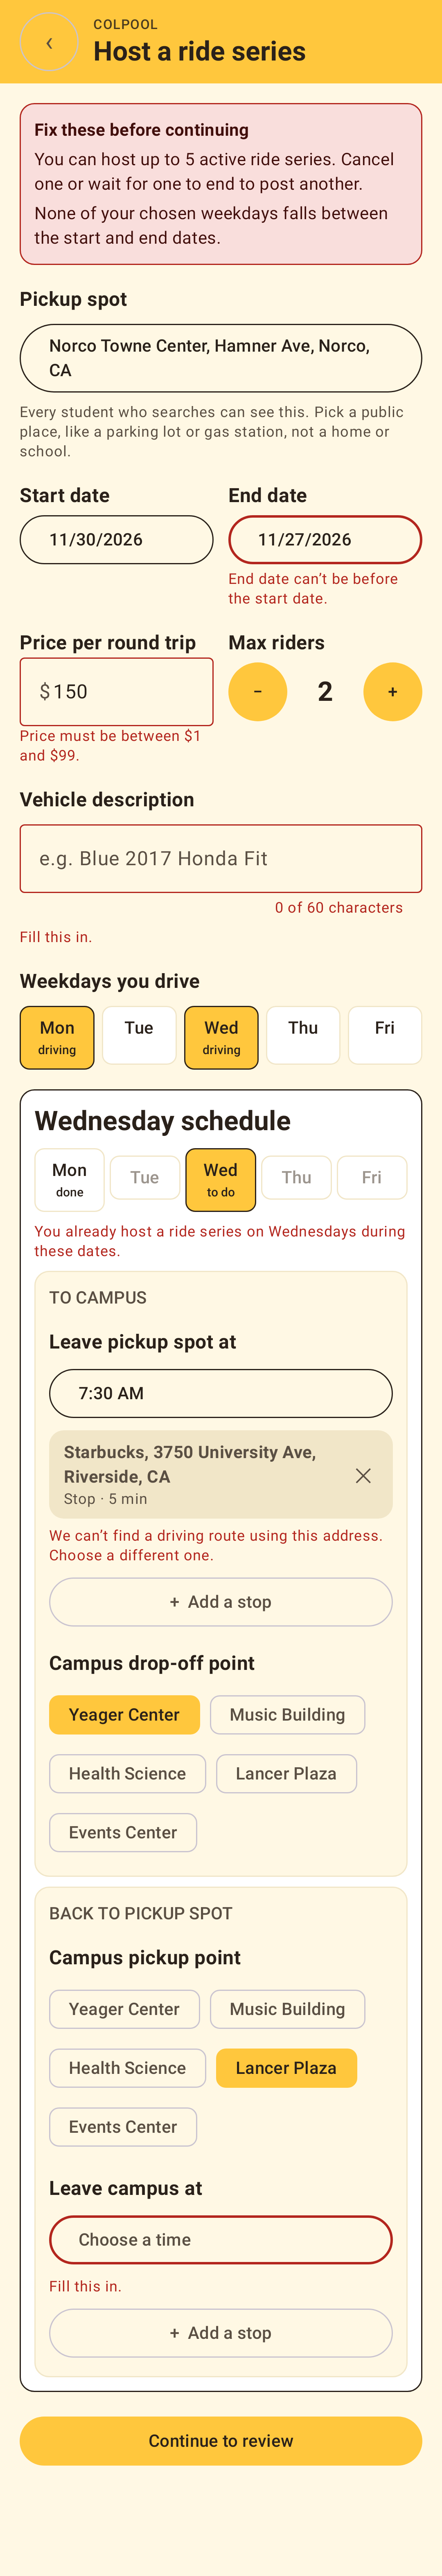 ‹
COLPOOL
Host a ride series
Fix these before continuing
You can host up to 5 active ride series. Cancel
one or wait for one to end to post another.
None of your chosen weekdays falls between
the start and end dates.
Pickup spot
Norco Towne Center, Hamner Ave, Norco,
CA
Every student who searches can see this. Pick a public
place, like a parking lot or gas station, not a home or
school.
Start date
End date
11/30/2026
11/27/2026
End date can’t be before
the start date.
Price per round trip
Max riders
$150
−
2
+
Price must be between $1
and $99.
Vehicle description
e.g. Blue 2017 Honda Fit
0 of 60 characters
Fill this in.
Weekdays you drive
Mon
driving
Tue
Wed
driving
Thu
Fri
Wednesday schedule
Mon
done
Tue
Wed
to do
Thu
Fri
You already host a ride series on Wednesdays during
these dates.
TO CAMPUS
Leave pickup spot at
7:30 AM
Starbucks, 3750 University Ave,
Riverside, CA
Stop · 5 min
We can’t find a driving route using this address.
Choose a different one.
+ Add a stop
Campus drop-off point
Yeager Center
Music Building
Health Science
Lancer Plaza
Events Center
BACK TO PICKUP SPOT
Campus pickup point
Yeager Center
Music Building
Health Science
Lancer Plaza
Events Center
Leave campus at
Choose a time
Fill this in.
+ Add a stop
Continue to review